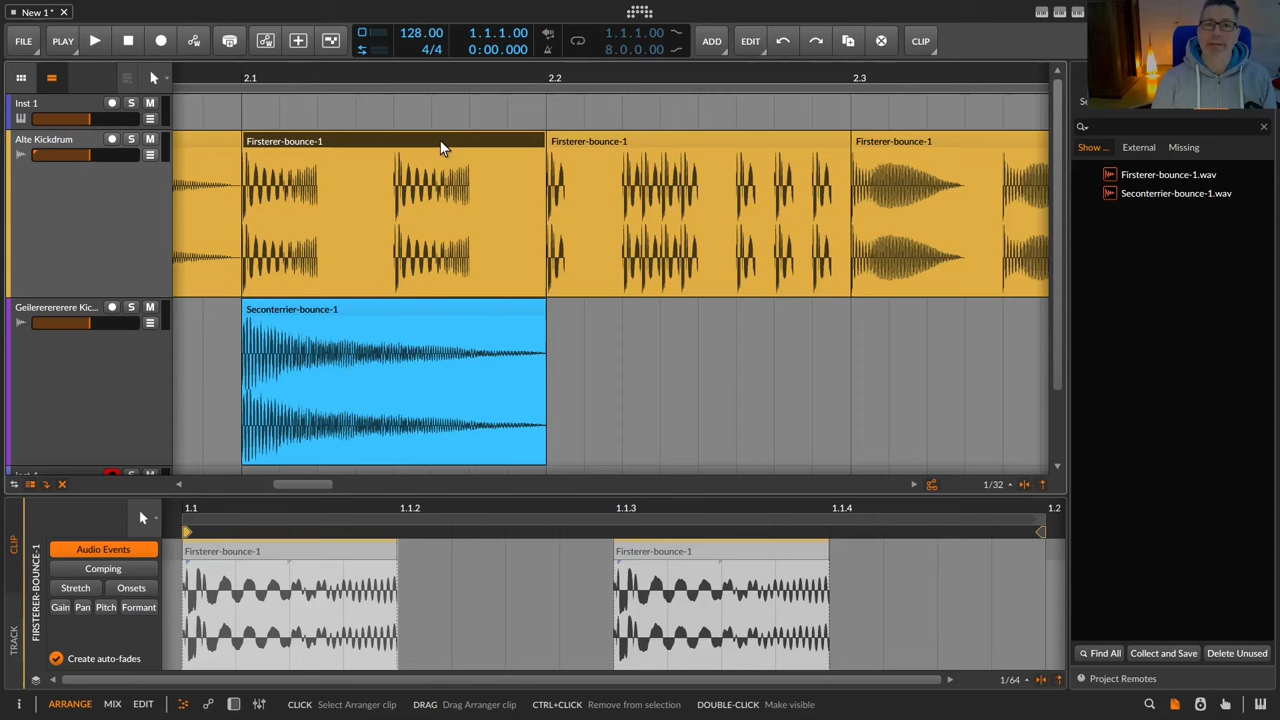 New 1*
FILE
PLAY
128.00
4/4
1.1.1.00
0:00.000
1.1.1.00
8.0.0.00
ADD
EDIT
CLIP
2.1
2.2
2.3
Inst 1
S
M
Alte Kickdrum
S
M
Firsterer-bounce-1
Firsterer-bounce-1
Firsterer-bounce-1
Geilerererererere Kic...
S
M
Seconterrier-bounce-1
1/32
Show ...
External
Missing
Firsterer-bounce-1.wav
Seconterrier-bounce-1.wav
CLIP
TRACK
FIRSTERER-BOUNCE-1
1.1
1.1.2
1.1.3
1.1.4
1.2
Audio Events
Comping
Stretch
Onsets
Gain
Pan
Pitch
Formant
Create auto-fades
Firsterer-bounce-1
Firsterer-bounce-1
1/64
Find All
Collect and Save
Delete Unused
Project Remotes
i
ARRANGE
MIX
EDIT
CLICK
Select Arranger clip
DRAG
Drag Arranger clip
CTRL+CLICK
Remove from selection
DOUBLE-CLICK
Make visible